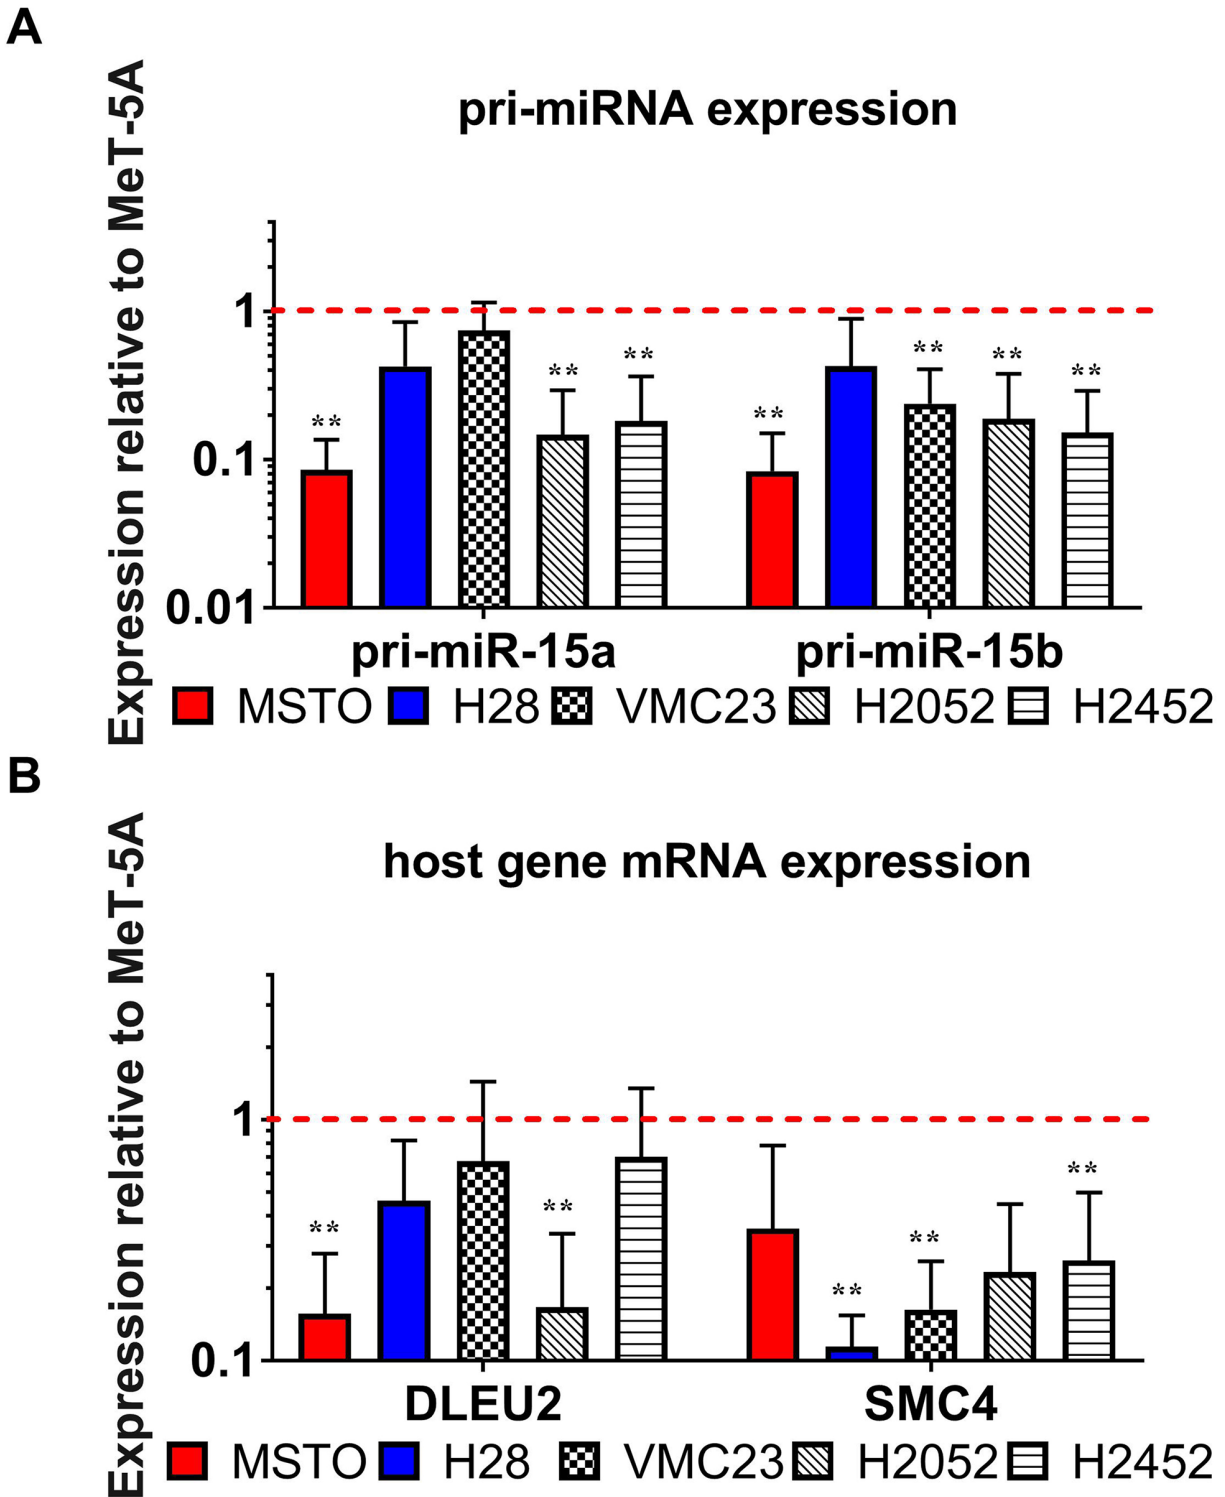 A
pri-miRNA expression
Expression relative to MeT-5A
1
0.1
0.01
** ** ** ** ** ** **
pri-miR-15a pri-miR-15b
MSTO H28 VMC23 H2052 H2452
B
host gene mRNA expression
Expression relative to MeT-5A
1
0.1
** ** ** ** **
DLEU2 SMC4
MSTO H28 VMC23 H2052 H2452